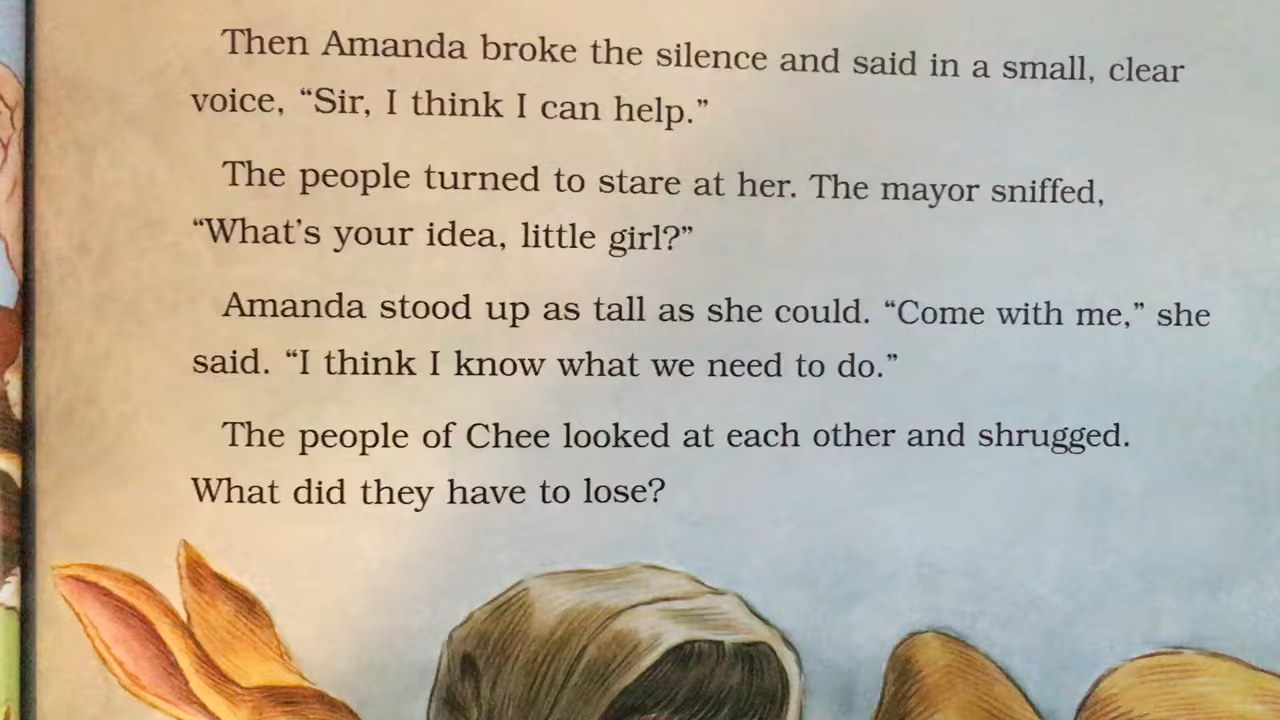 Then Amanda broke the silence and said in a small, clear
voice, “Sir, I think I can help.”
The people turned to stare at her. The mayor sniffed,
“What’s your idea, little girl?”
Amanda stood up as tall as she could. “Come with me,” she
said. “I think I know what we need to do.”
The people of Chee looked at each other and shrugged.
What did they have to lose?